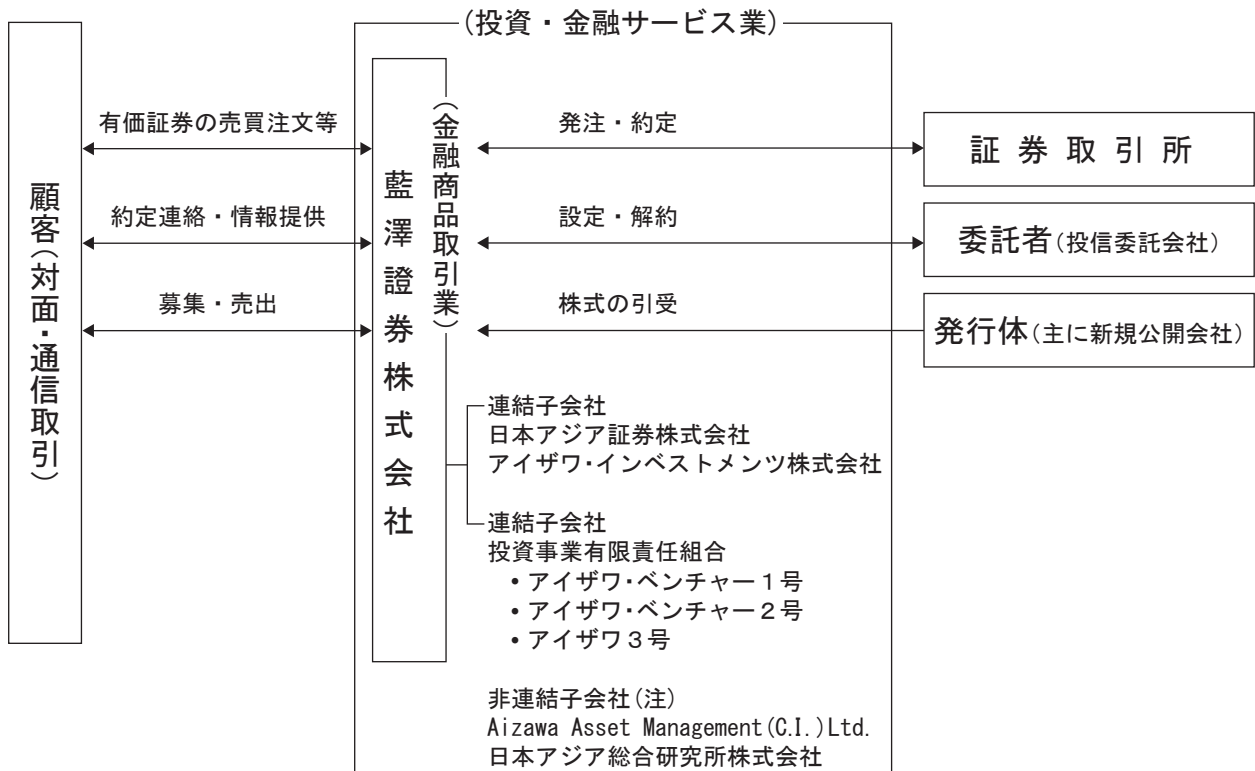 (投資・金融サービス業)
顧客(対面・通信取引)
有価証券の売買注文等
約定連絡・情報提供
募集・売出
藍澤證券株式会社
(金融商品取引業)
発注・約定
設定・解約
株式の引受
証券取引所
委託者(投信委託会社)
発行体(主に新規公開会社)
連結子会社
日本アジア証券株式会社
アイザワ・インベストメンツ株式会社
連結子会社
投資事業有限責任組合
・アイザワ・ベンチャー1号
・アイザワ・ベンチャー2号
・アイザワ3号
非連結子会社(注)
Aizawa Asset Management(C.I.)Ltd.
日本アジア総合研究所株式会社